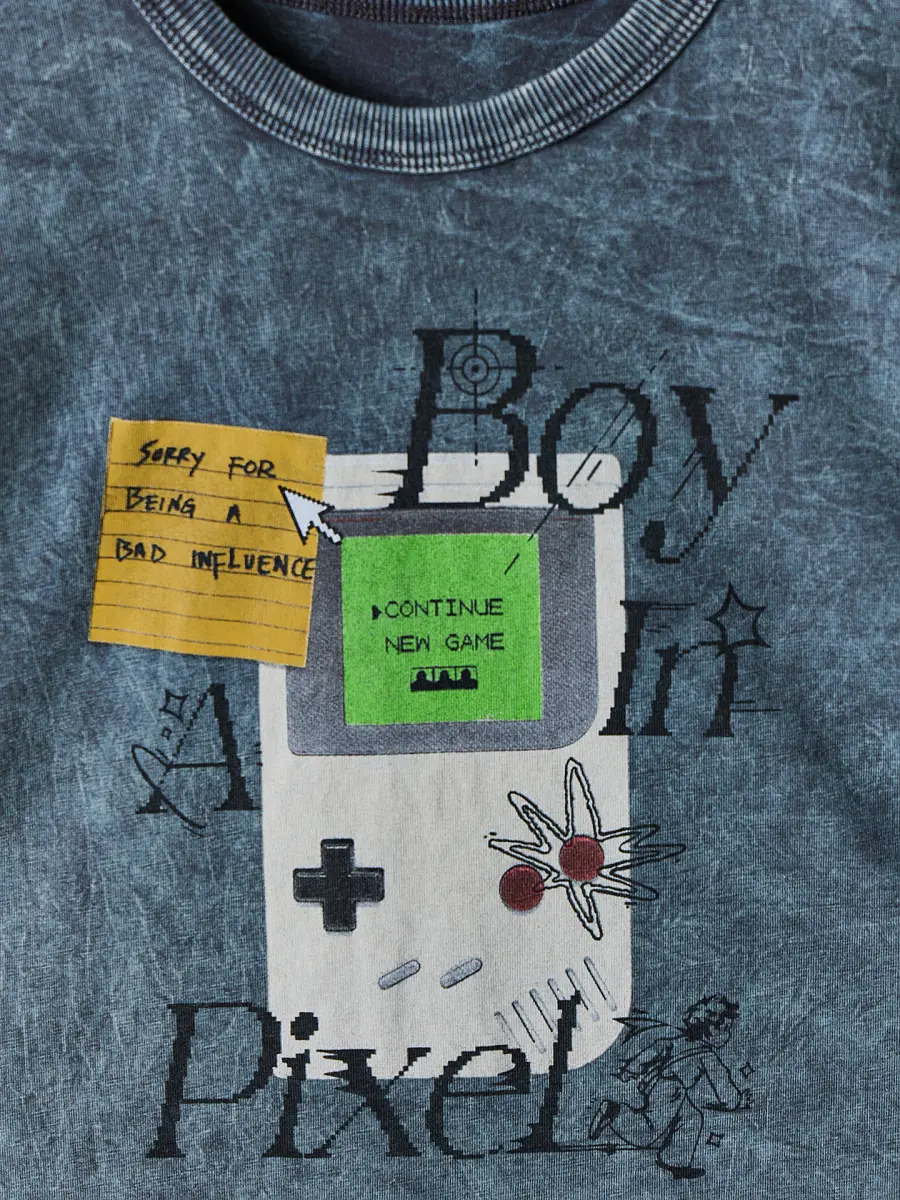 Boy
SORRY FOR
BEING A
BAD INFLUENCE
▶CONTINUE
NEW GAME
In
A
Pixel